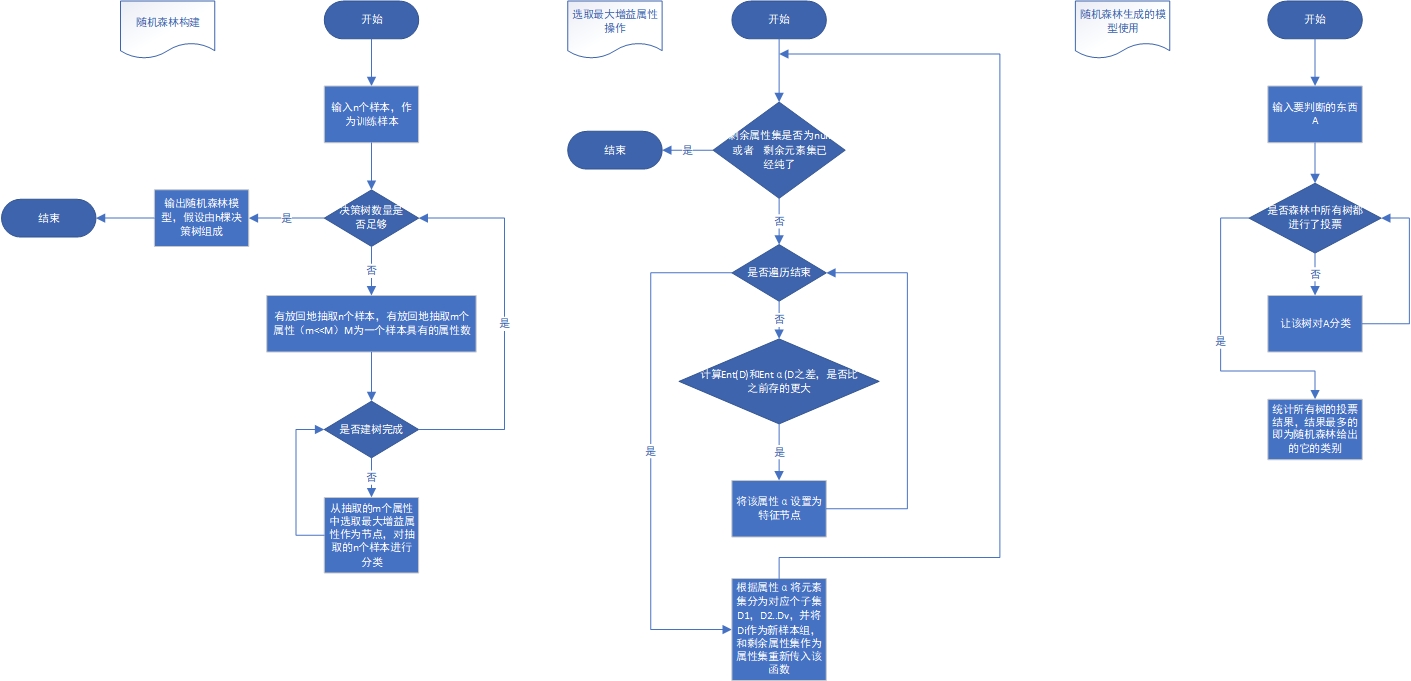 随机森林构建
开始
输入n个样本，作
为训练样本
决策树数量是
否足够
是
输出随机森林模
型，假设由h棵决
策树组成
结束
否
有放回地抽取n个样本，有放回地抽取m个
属性（m<<M）M为一个样本具有的属性数
是
是否建树完成
否
从抽取的m个属性
中选取最大增益属
性作为节点，对抽
取的n个样本进行
分类
选取最大增益属性
操作
开始
剩余属性集是否为null
或者 剩余元素集已
经纯了
是
结束
否
是否遍历结束
否
计算Ent(D)和Entα(D之差，是否比
之前存的更大
是
是
将该属性α设置为
特征节点
根据属性α将元素
集分为对应个子集
D1，D2..Dv，并将
Di作为新样本组，
和剩余属性集作为
属性集重新传入该
函数
随机森林生成的模
型使用
开始
输入要判断的东西
A
是否森林中所有树都
进行了投票
否
让该树对A分类
是
统计所有树的投票
结果，结果最多的
即为随机森林给出
的它的类别